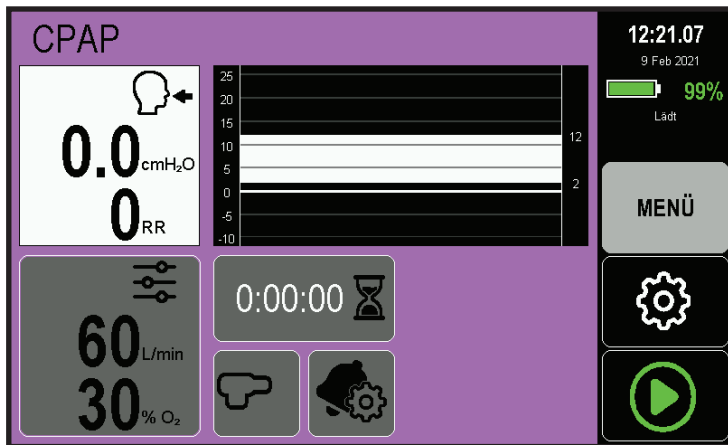 CPAP
12:21.07
9 Feb 2021
99%
Lädt
0.0 cmH₂O
0 RR
25
20
15
10
5
0
-5
-10
12
2
MENÜ
60 L/min
30 % O₂
0:00:00